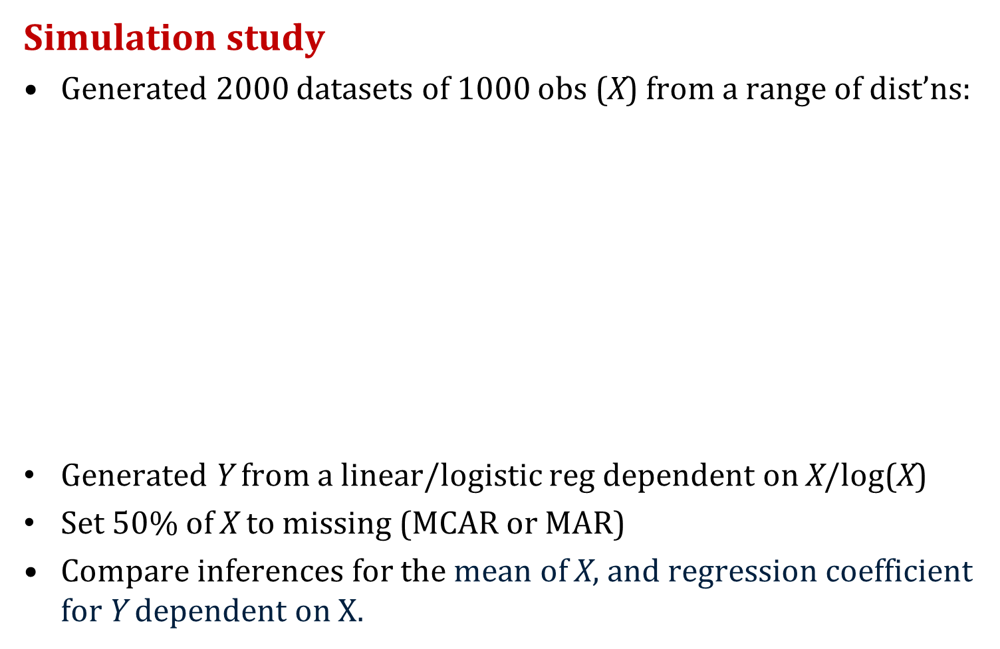 Simulation study
• Generated 2000 datasets of 1000 obs (X) from a range of dist’ns:
• Generated Y from a linear/logistic reg dependent on X/log(X)
• Set 50% of X to missing (MCAR or MAR)
• Compare inferences for the mean of X, and regression coefficient
for Y dependent on X.